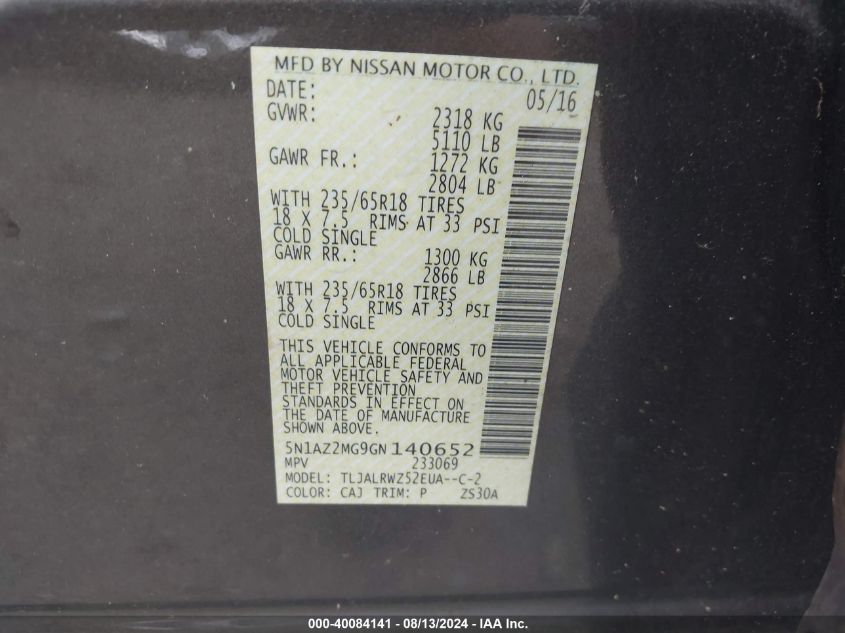 MFD BY NISSAN MOTOR CO., LTD.
DATE: 05/16
GVWR: 2318 KG
5110 LB
GAWR FR.: 1272 KG
2804 LB
WITH 235/65R18 TIRES
18 X 7.5 RIMS AT 33 PSI
COLD SINGLE
GAWR RR.: 1300 KG
2866 LB
WITH 235/65R18 TIRES
18 X 7.5 RIMS AT 33 PSI
COLD SINGLE
THIS VEHICLE CONFORMS TO
ALL APPLICABLE FEDERAL
MOTOR VEHICLE SAFETY AND
THEFT PREVENTION
STANDARDS IN EFFECT ON
THE DATE OF MANUFACTURE
SHOWN ABOVE.
5N1AZ2MG9GN140652
MPV 233069
MODEL: TLJALRWZ52EUA--C-2
COLOR: CAJ TRIM: P ZS30A
000-40084141 - 08/13/2024 - IAA Inc.